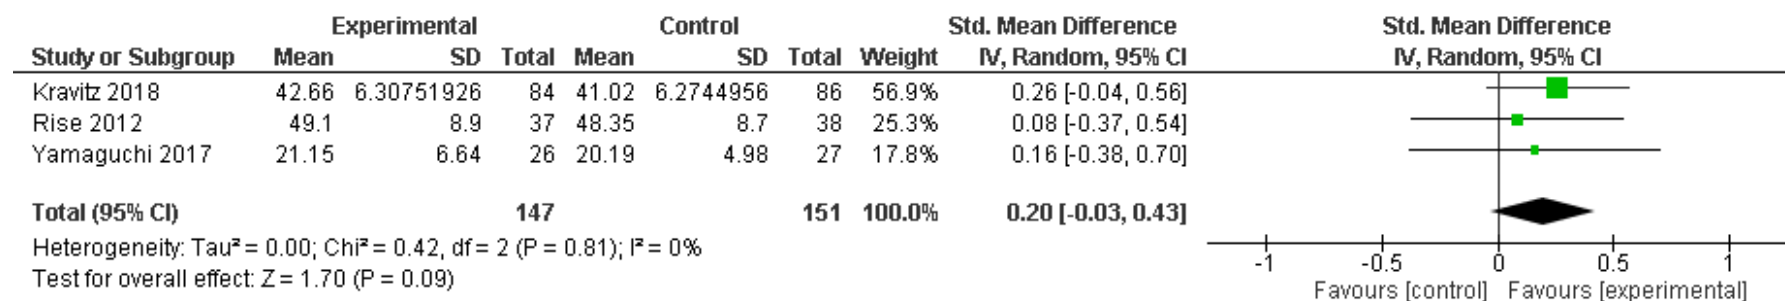 Experimental Control Std. Mean Difference Std. Mean Difference
Study or Subgroup Mean SD Total Mean SD Total Weight IV, Random, 95% CI IV, Random, 95% CI
Kravitz 2018 42.66 6.30751926 84 41.02 6.2744956 86 56.9% 0.26 [-0.04, 0.56]
Rise 2012 49.1 8.9 37 48.35 8.7 38 25.3% 0.08 [-0.37, 0.54]
Yamaguchi 2017 21.15 6.64 26 20.19 4.98 27 17.8% 0.16 [-0.38, 0.70]
Total (95% CI) 147 151 100.0% 0.20 [-0.03, 0.43]
Heterogeneity: Tau² = 0.00; Chi² = 0.42, df = 2 (P = 0.81); I² = 0%
Test for overall effect: Z = 1.70 (P = 0.09)
-1 -0.5 0 0.5 1
Favours [control] Favours [experimental]